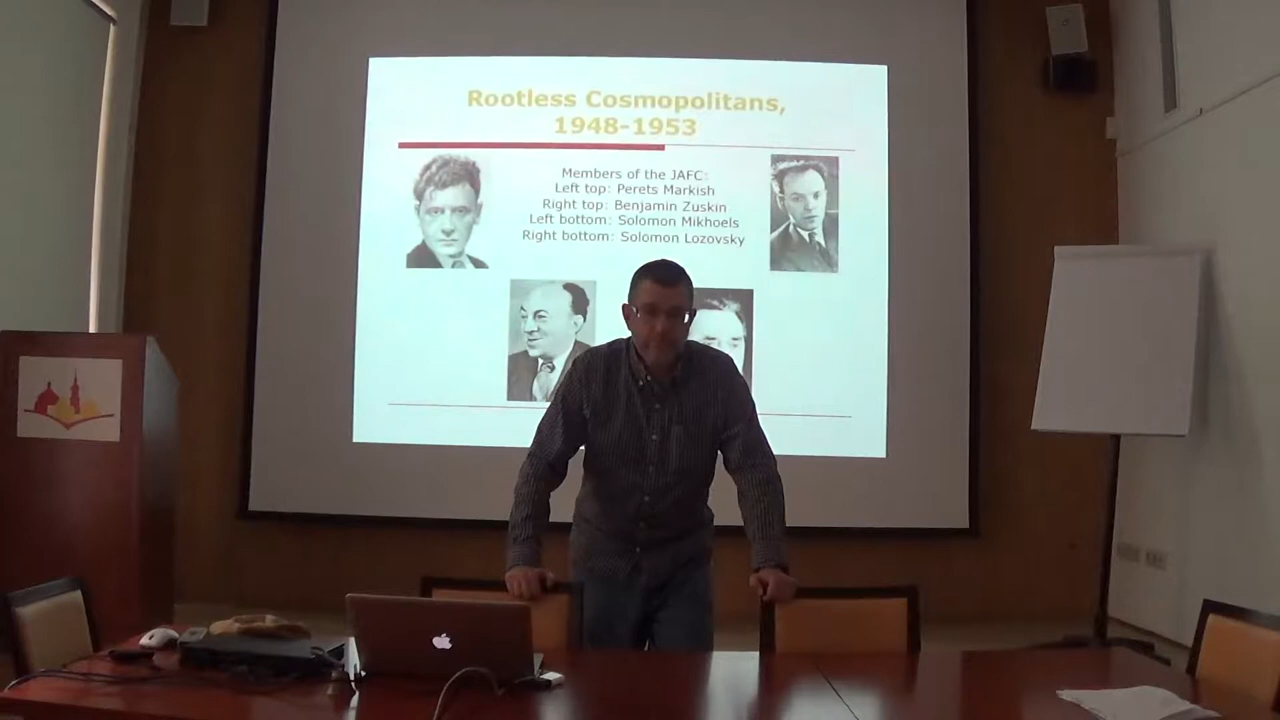 Rootless Cosmopolitans,
1948-1953
Members of the JAFC:
Left top: Perets Markish
Right top: Benjamin Zuskin
Left bottom: Solomon Mikhoels
Right bottom: Solomon Lozovsky